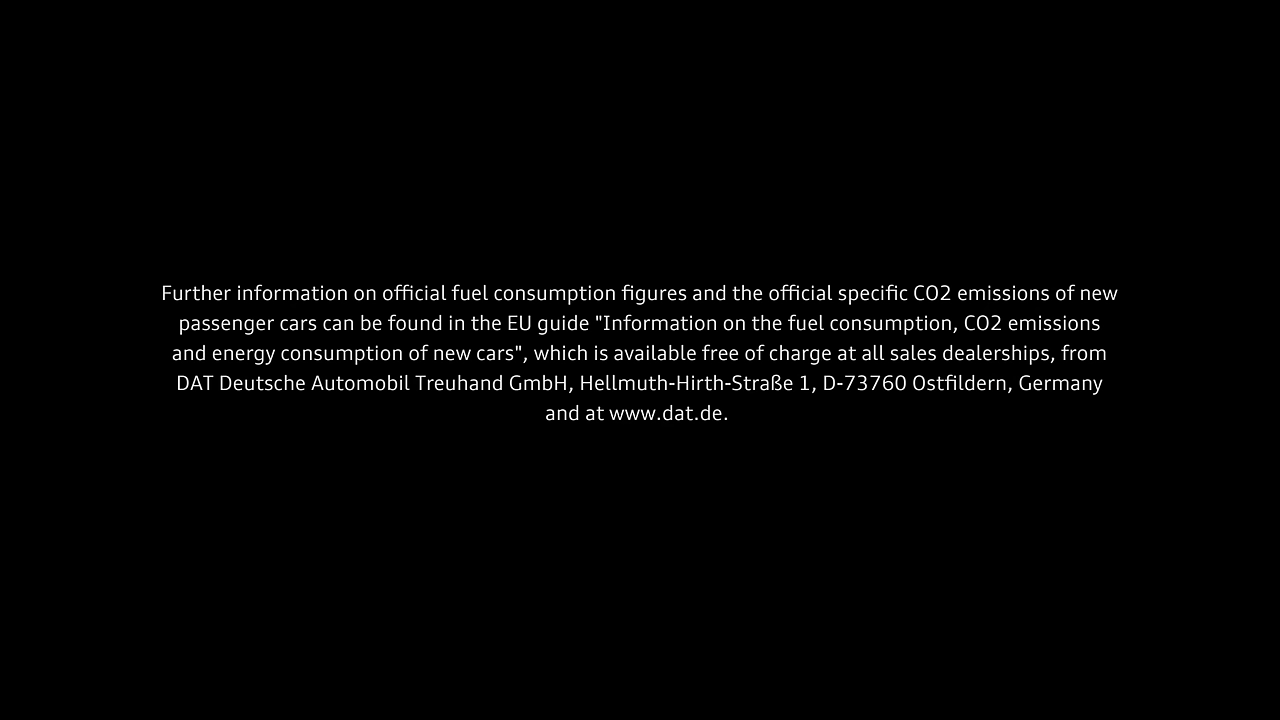 Further information on official fuel consumption figures and the official specific CO2 emissions of new
passenger cars can be found in the EU guide "Information on the fuel consumption, CO2 emissions
and energy consumption of new cars", which is available free of charge at all sales dealerships, from
DAT Deutsche Automobil Treuhand GmbH, Hellmuth-Hirth-Straße 1, D-73760 Ostfildern, Germany
and at www.dat.de.